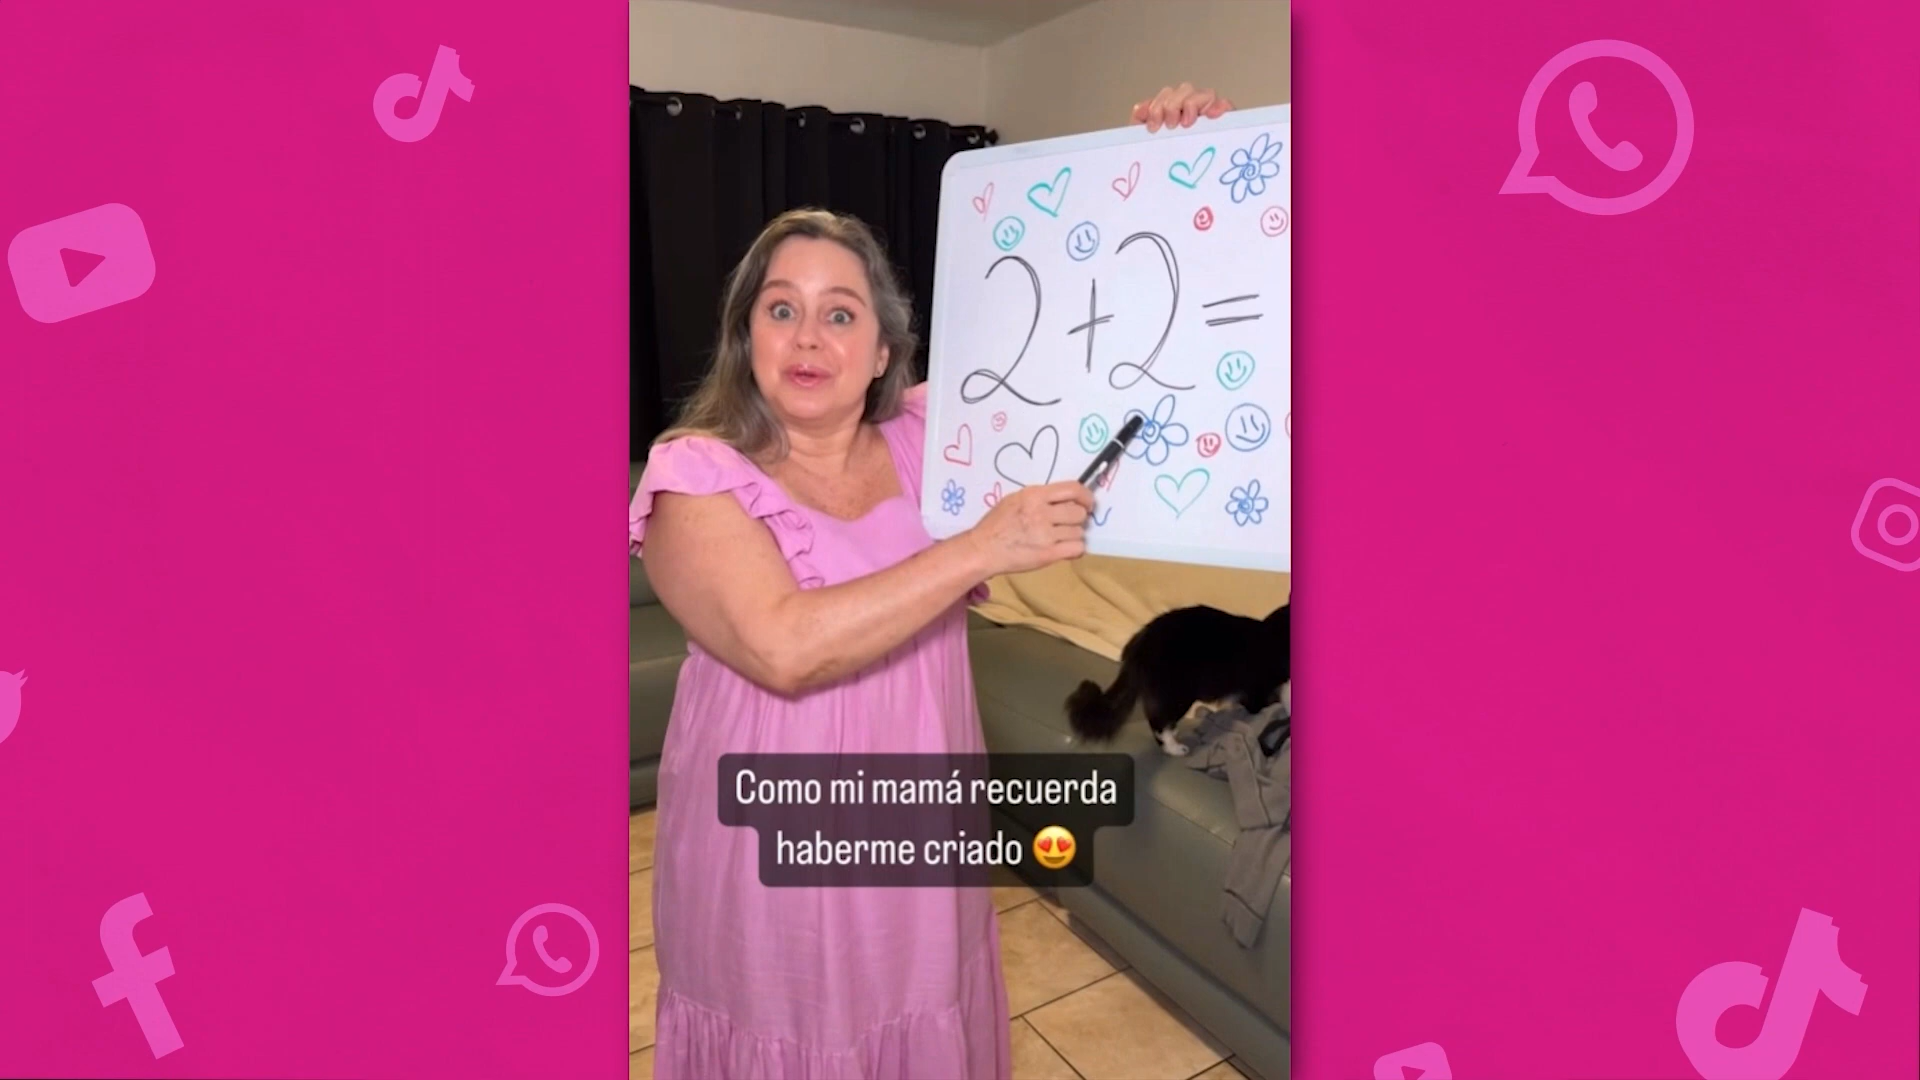 2+2=
Como mi mamá recuerda
haberme criado 😍